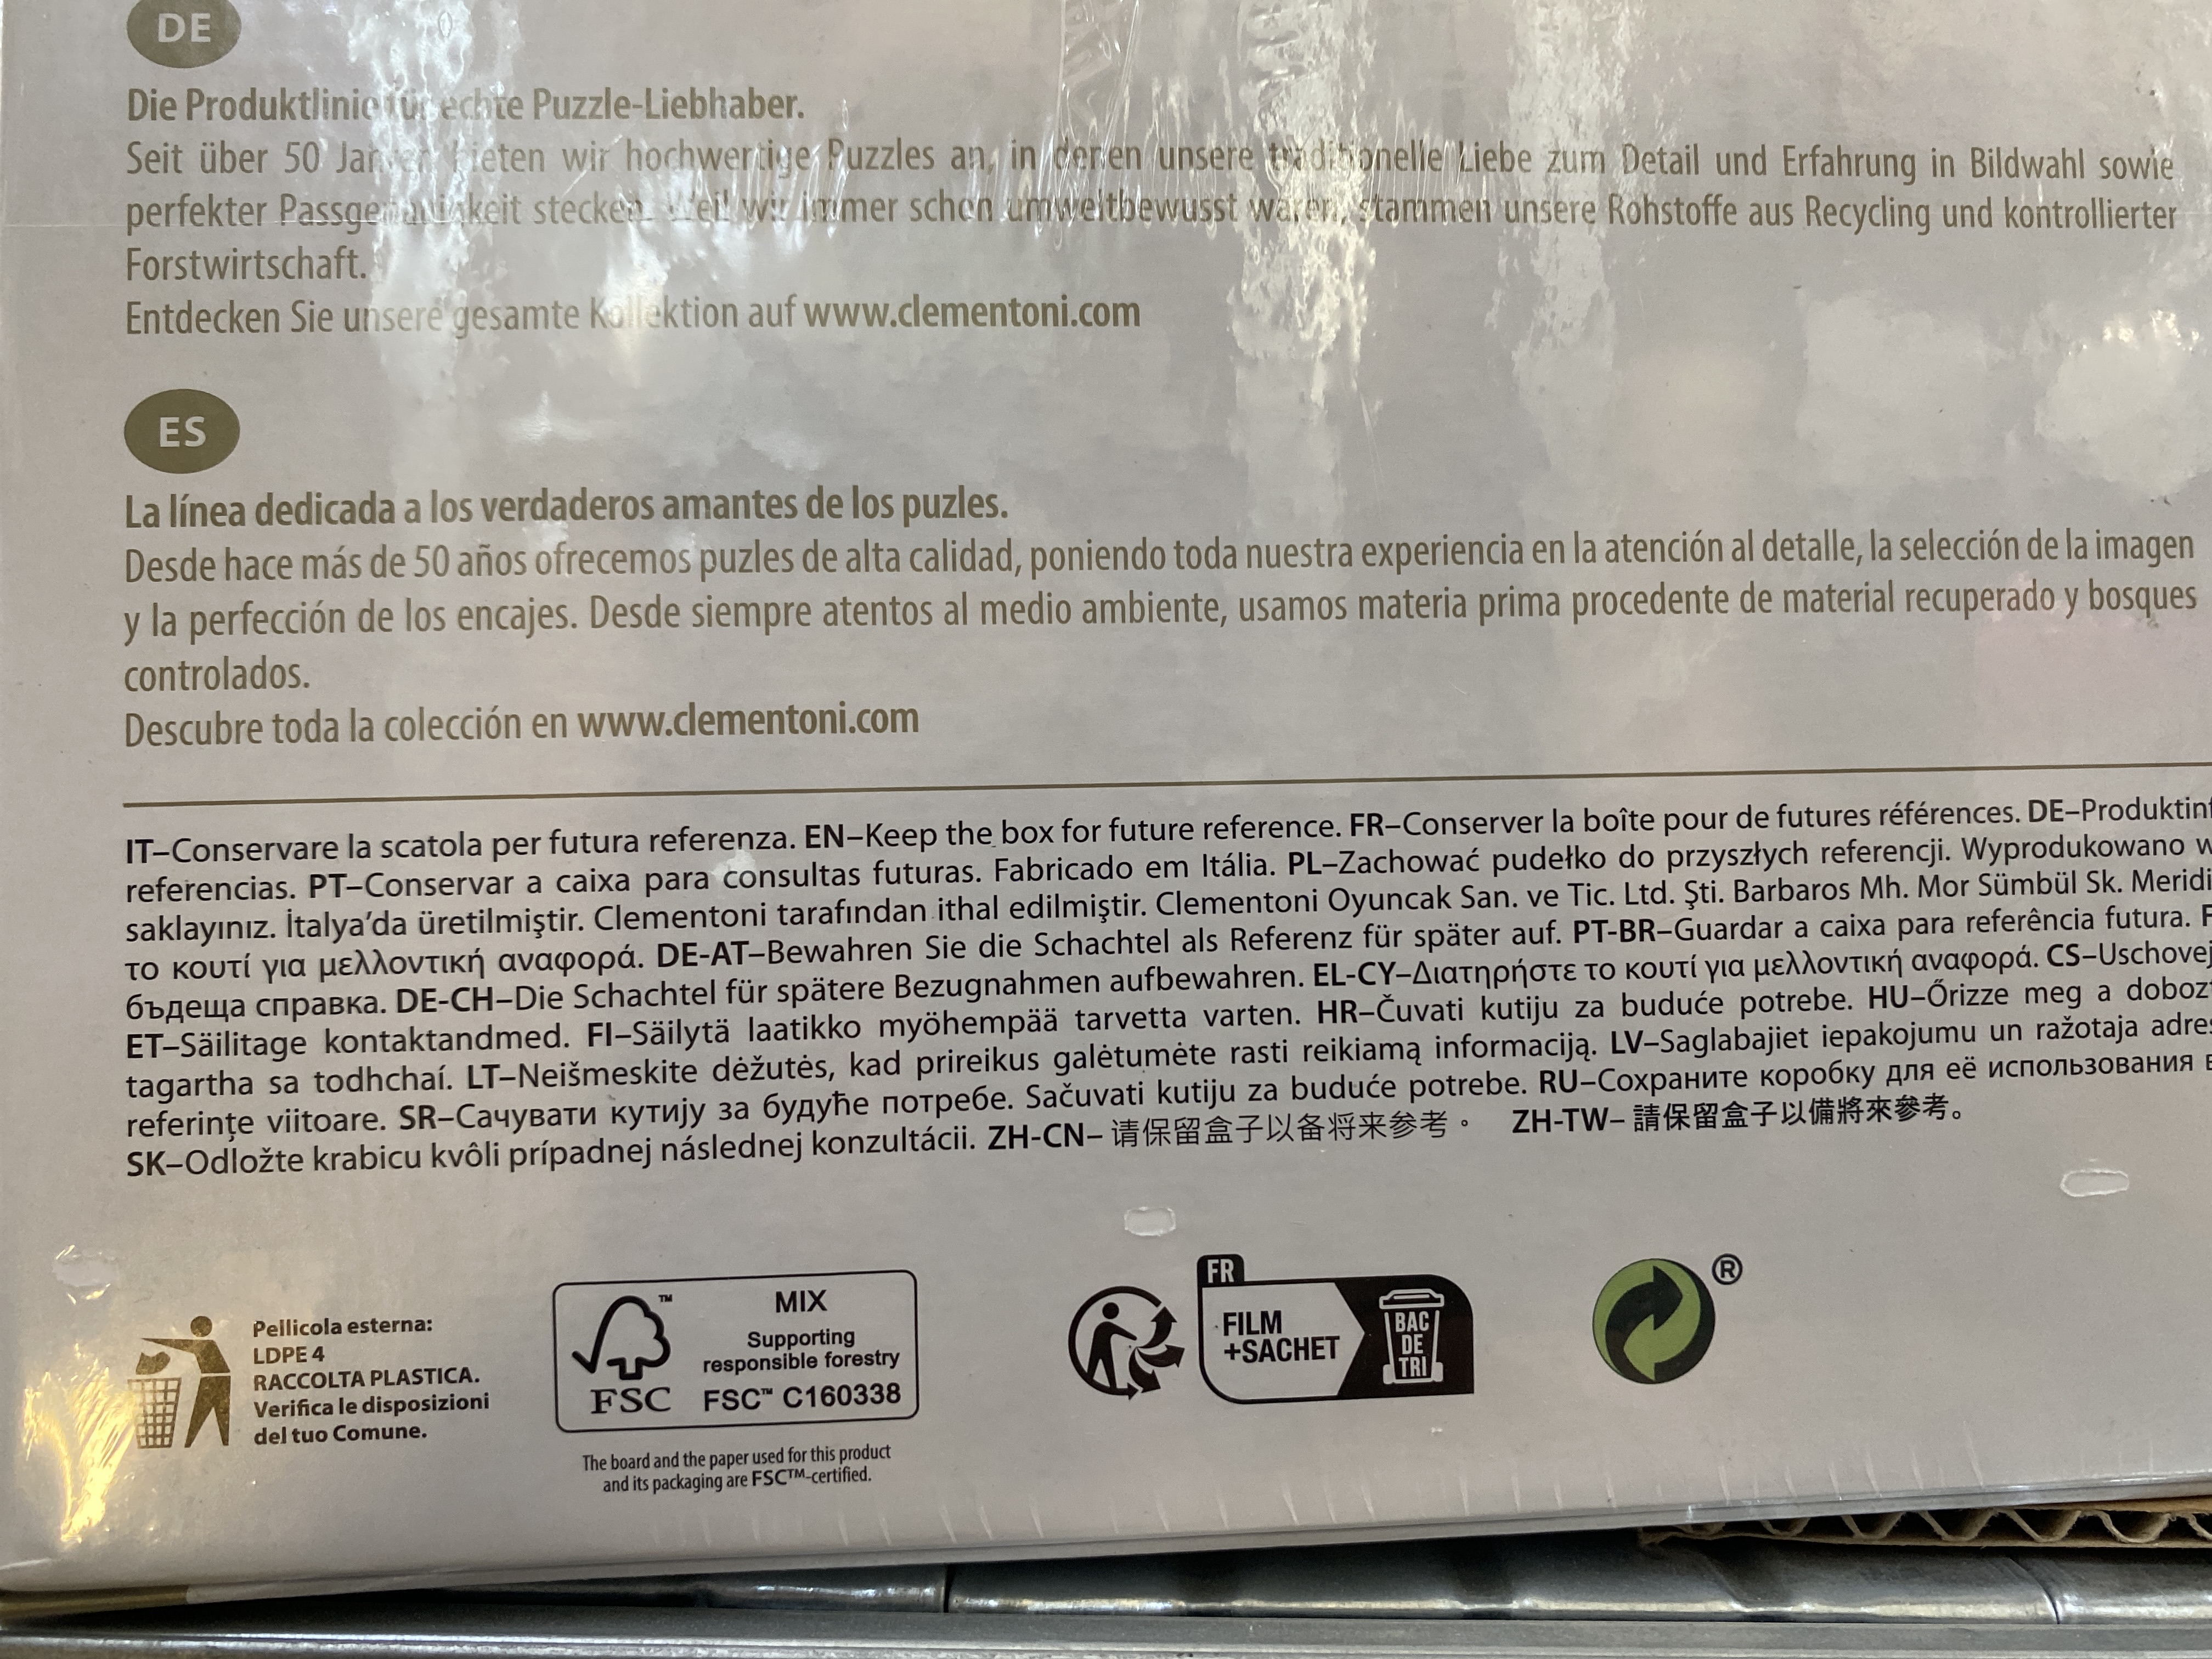 DE
Die Produktlinie für echte Puzzle-Liebhaber.
Seit über 50 Jahren bieten wir hochwertige Puzzles an, in denen unsere traditionelle Liebe zum Detail und Erfahrung in Bildwahl sowie
perfekter Passgenauigkeit stecken. Weil wir immer schon umweltbewusst waren, stammen unsere Rohstoffe aus Recycling und kontrollierter
Forstwirtschaft.
Entdecken Sie unsere gesamte Kollektion auf www.clementoni.com
ES
La línea dedicada a los verdaderos amantes de los puzles.
Desde hace más de 50 años ofrecemos puzles de alta calidad, poniendo toda nuestra experiencia en la atención al detalle, la selección de la imagen
y la perfección de los encajes. Desde siempre atentos al medio ambiente, usamos materia prima procedente de material recuperado y bosques
controlados.
Descubre toda la colección en www.clementoni.com
IT–Conservare la scatola per futura referenza. EN–Keep the box for future reference. FR–Conserver la boîte pour de futures références. DE–Produktinf
referencias. PT–Conservar a caixa para consultas futuras. Fabricado em Itália. PL–Zachować pudełko do przyszłych referencji. Wyprodukowano w
saklayınız. İtalya'da üretilmiştir. Clementoni tarafından ithal edilmiştir. Clementoni Oyuncak San. ve Tic. Ltd. Şti. Barbaros Mh. Mor Sümbül Sk. Meridi
το κουτί για μελλοντική αναφορά. DE-AT–Bewahren Sie die Schachtel als Referenz für später auf. PT-BR–Guardar a caixa para referência futura.
бъдеща справка. DE-CH–Die Schachtel für spätere Bezugnahmen aufbewahren. EL-CY–Διατηρήστε το κουτί για μελλοντική αναφορά. CS–Uschovej
ET–Säilitage kontaktandmed. FI–Säilytä laatikko myöhempää tarvetta varten. HR–Čuvati kutiju za buduće potrebe. HU–Őrizze meg a dobozt
tagartha sa todhchaí. LT–Neišmeskite dėžutės, kad prireikus galėtumėte rasti reikiamą informaciją. LV–Saglabajiet iepakojumu un ražotaja adres
referințe viitoare. SR–Сачувати кутију за будуће потребе. Sačuvati kutiju za buduće potrebe. RU–Сохраните коробку для её использования в
SK–Odložte krabicu kvôli prípadnej následnej konzultácii. ZH-CN– 请保留盒子以备将来参考。 ZH-TW– 請保留盒子以備將來參考。
Pellicola esterna:
LDPE 4
RACCOLTA PLASTICA.
Verifica le disposizioni
del tuo Comune.
TM
FSC
MIX
Supporting
responsible forestry
FSC™ C160338
The board and the paper used for this product
and its packaging are FSC™-certified.
FR
FILM
+SACHET
BAC
DE
TRI
®